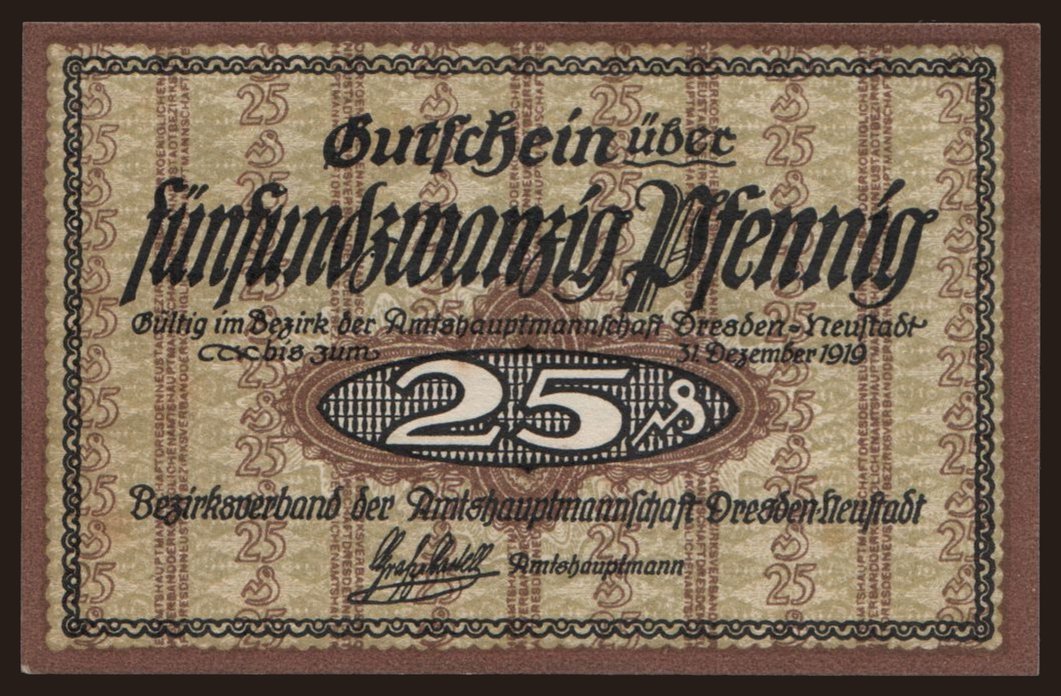 Gutschein über
fünfundzwanzig Pfennig
Gültig im Bezirk der Amtshauptmannschaft Dresden-Neustadt
bis zum 31. Dezember 1919
25 ₰
Bezirksverband der Amtshauptmannschaft Dresden-Neustadt
Amtshauptmann